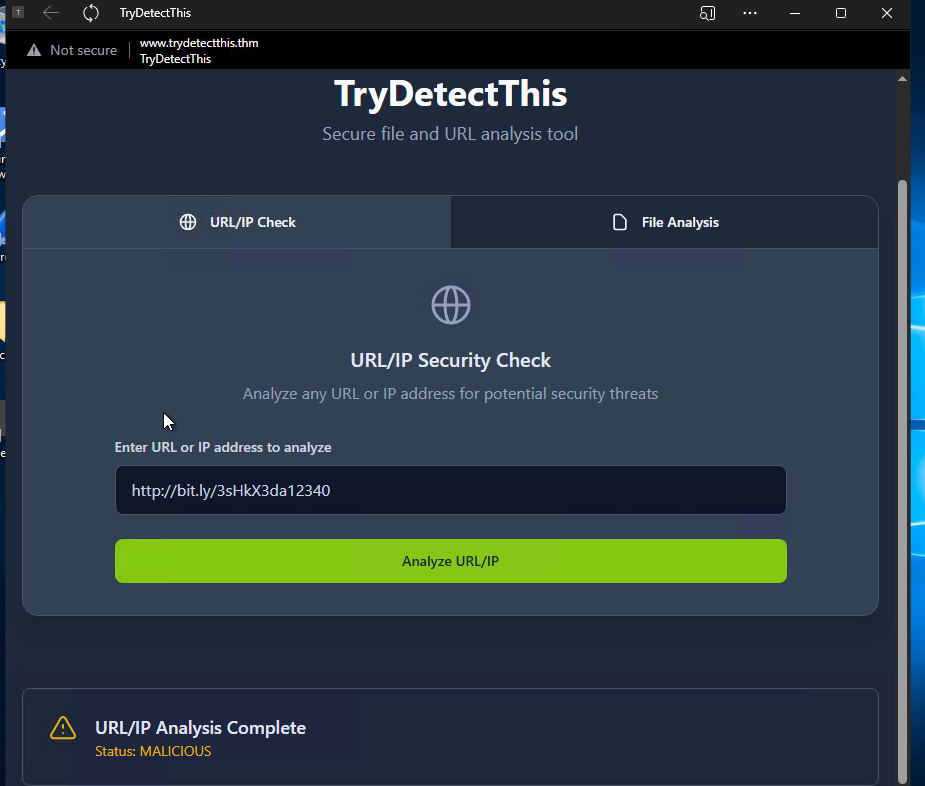 T
TryDetectThis
Not secure
www.trydetectthis.thm
TryDetectThis
TryDetectThis
Secure file and URL analysis tool
URL/IP Check
File Analysis
URL/IP Security Check
Analyze any URL or IP address for potential security threats
Enter URL or IP address to analyze
http://bit.ly/3sHkX3da12340
Analyze URL/IP
URL/IP Analysis Complete
Status: MALICIOUS